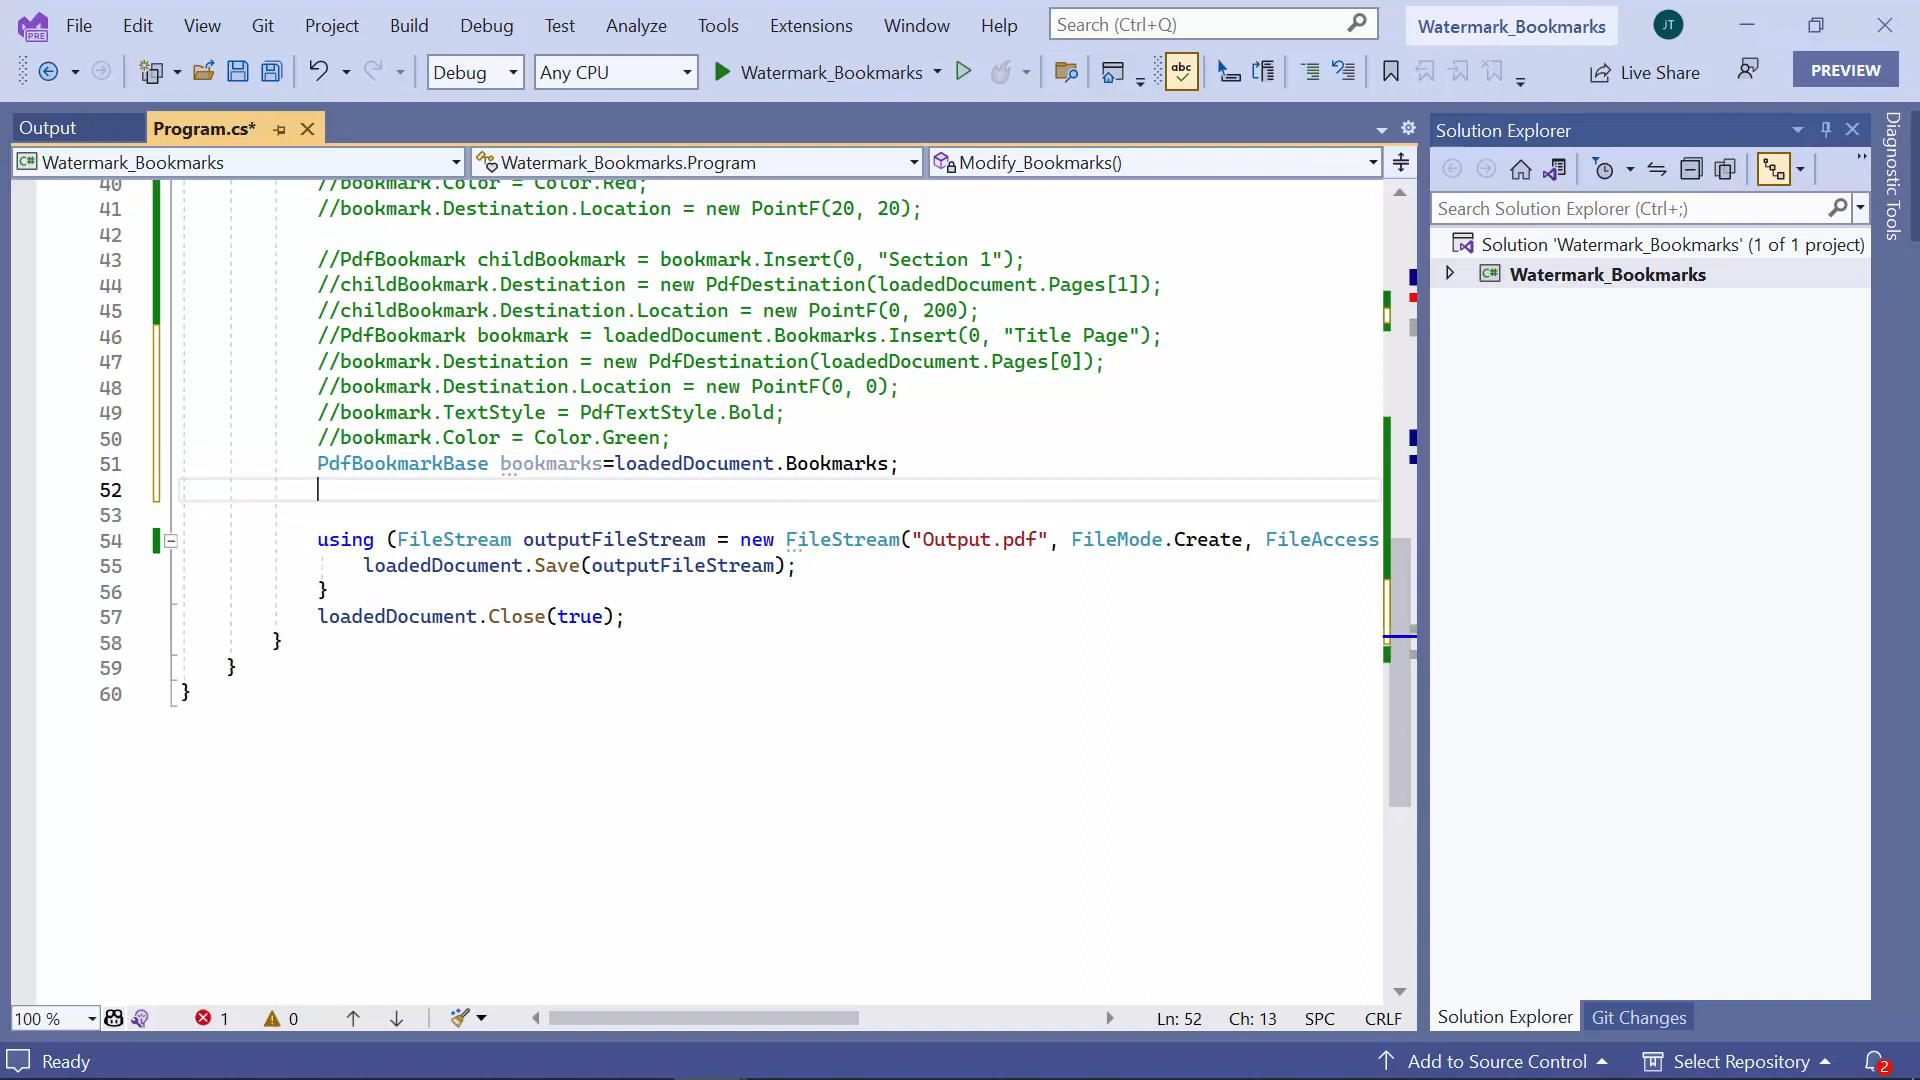 PRE File Edit View Git Project Build Debug Test Analyze Tools Extensions Window Help Search (Ctrl+Q) Watermark_Bookmarks JT
Debug Any CPU Watermark_Bookmarks abc Live Share PREVIEW
Output Program.cs*
C# Watermark_Bookmarks Watermark_Bookmarks.Program Modify_Bookmarks()
40 //bookmark.Color = Color.Red;
41 //bookmark.Destination.Location = new PointF(20, 20);
42
43 //PdfBookmark childBookmark = bookmark.Insert(0, "Section 1");
44 //childBookmark.Destination = new PdfDestination(loadedDocument.Pages[1]);
45 //childBookmark.Destination.Location = new PointF(0, 200);
46 //PdfBookmark bookmark = loadedDocument.Bookmarks.Insert(0, "Title Page");
47 //bookmark.Destination = new PdfDestination(loadedDocument.Pages[0]);
48 //bookmark.Destination.Location = new PointF(0, 0);
49 //bookmark.TextStyle = PdfTextStyle.Bold;
50 //bookmark.Color = Color.Green;
51 PdfBookmarkBase bookmarks=loadedDocument.Bookmarks;
52
53
54 using (FileStream outputFileStream = new FileStream("Output.pdf", FileMode.Create, FileAccess
55 loadedDocument.Save(outputFileStream);
56 }
57 loadedDocument.Close(true);
58 }
59 }
60 }
100 % 1 0 Ln: 52 Ch: 13 SPC CRLF
Solution Explorer
Search Solution Explorer (Ctrl+;)
Solution 'Watermark_Bookmarks' (1 of 1 project)
C# Watermark_Bookmarks
Solution Explorer Git Changes
Diagnostic Tools
Ready Add to Source Control Select Repository 2